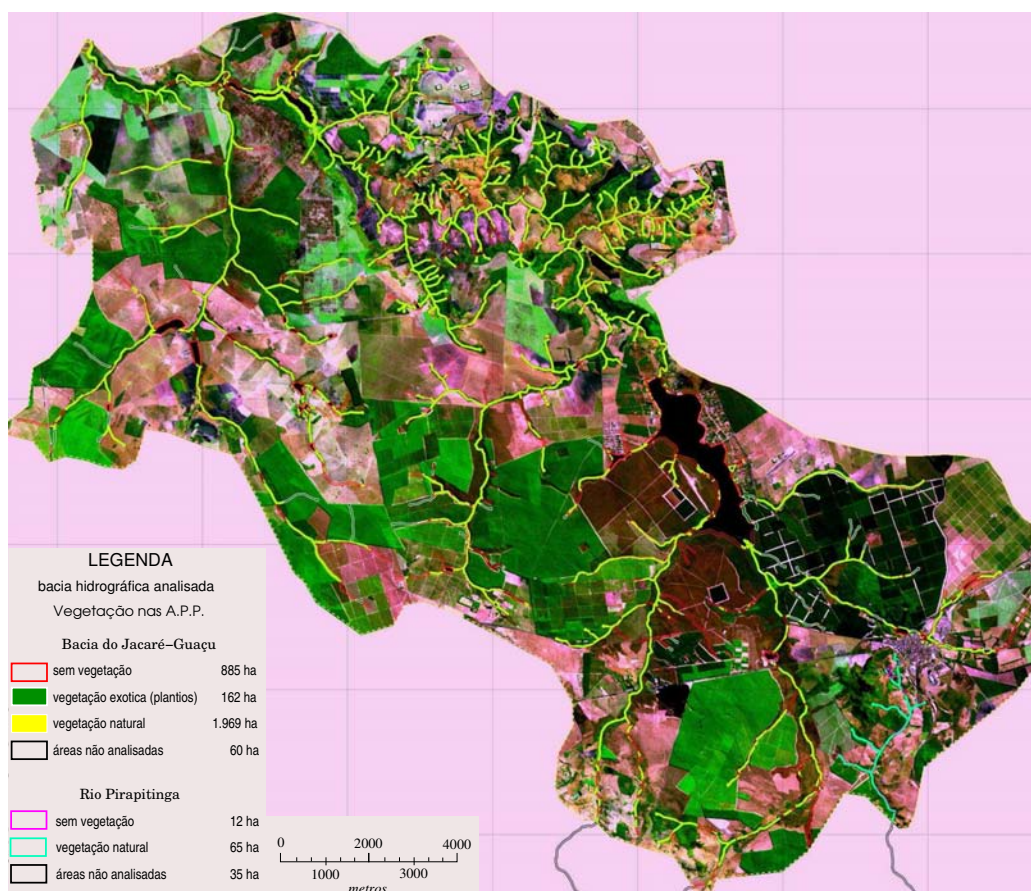 LEGENDA
bacia hidrográfica analisada
Vegetação nas A.P.P.
Bacia do Jacaré–Guaçu
sem vegetação 885 ha
vegetação exotica (plantios) 162 ha
vegetação natural 1.969 ha
áreas não analisadas 60 ha
Rio Pirapitinga
sem vegetação 12 ha
vegetação natural 65 ha
áreas não analisadas 35 ha
0 2000 4000
1000 3000
metros